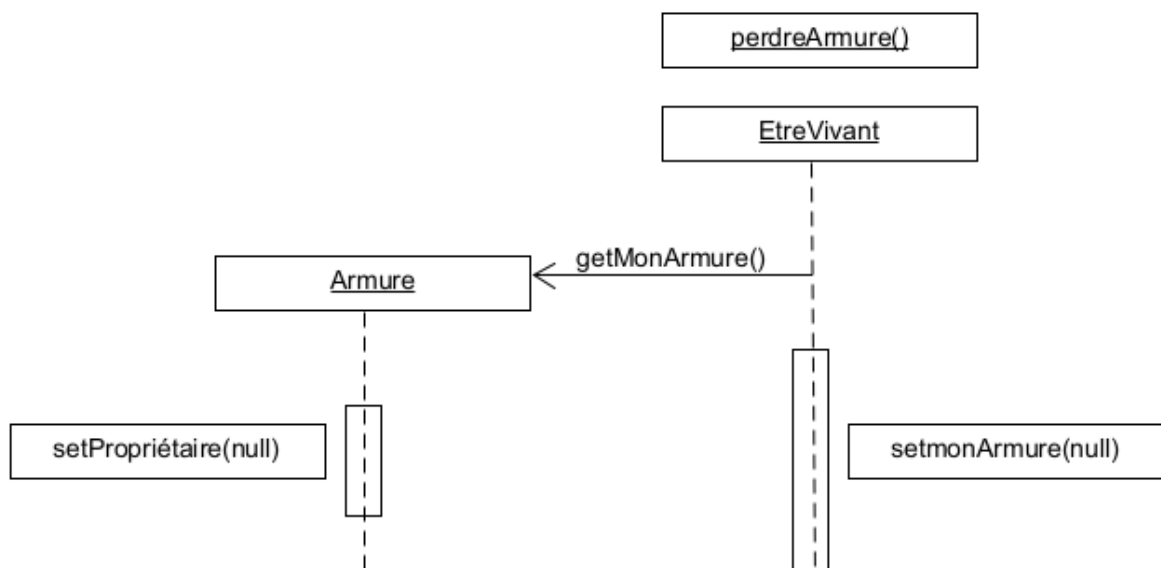 perdreArmure()
EtreVivant
getMonArmure()
Armure
setPropriétaire(null)
setmonArmure(null)